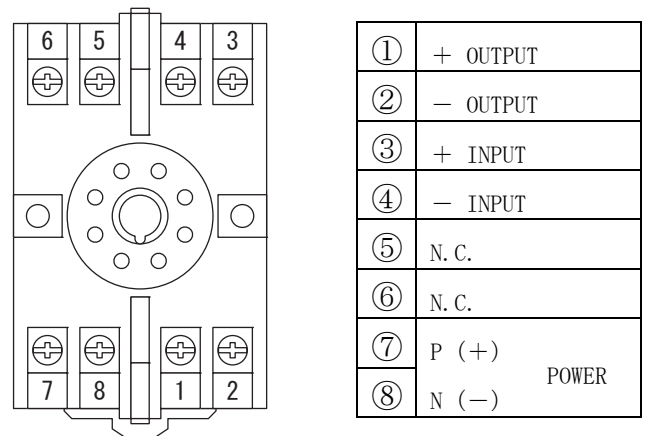 6 5 4 3
7 8 1 2
① + OUTPUT
② − OUTPUT
③ + INPUT
④ − INPUT
⑤ N.C.
⑥ N.C.
⑦ P (+)
POWER
⑧ N (−)